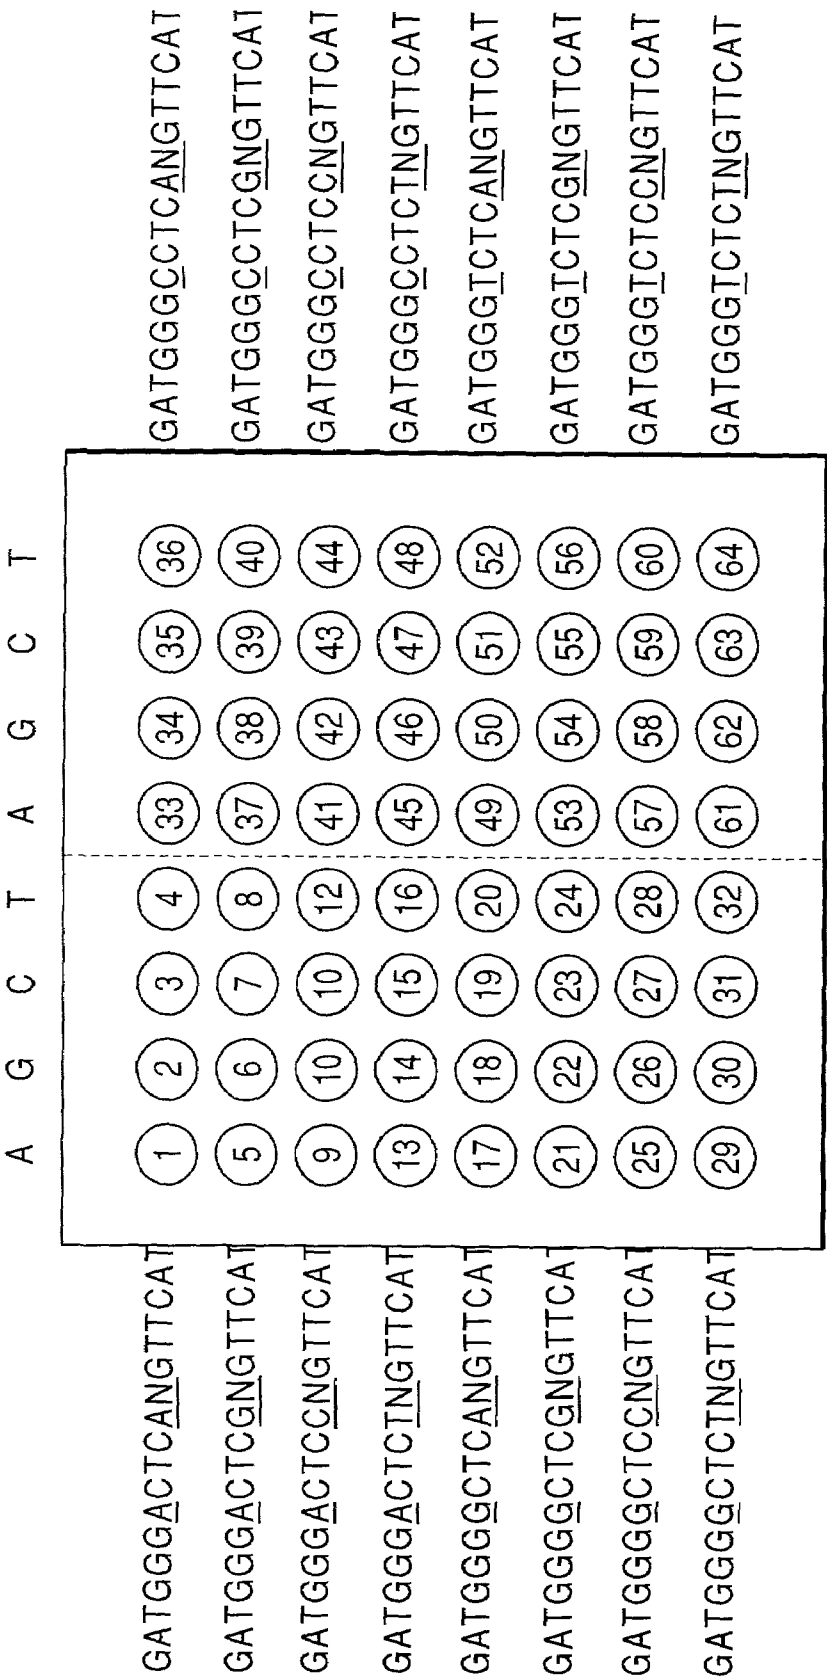 A G C T A G C T
GATGGGACTCANGTTCAT 1 2 3 4 33 34 35 36 GATGGGCCTCANGTTCAT
GATGGGACTCGNGTTCAT 5 6 7 8 37 38 39 40 GATGGGCCTCGNGTTCAT
GATGGGACTCCNGTTCAT 9 10 10 12 41 42 43 44 GATGGGCCTCCNGTTCAT
GATGGGACTCTNGTTCAT 13 14 15 16 45 46 47 48 GATGGGCCTCTNGTTCAT
GATGGGGCTCANGTTCAT 17 18 19 20 49 50 51 52 GATGGGTCTCANGTTCAT
GATGGGGCTCGNGTTCAT 21 22 23 24 53 54 55 56 GATGGGTCTCGNGTTCAT
GATGGGGCTCCNGTTCAT 25 26 27 28 57 58 59 60 GATGGGTCTCCNGTTCAT
GATGGGGCTCTNGTTCAT 29 30 31 32 61 62 63 64 GATGGGTCTCTNGTTCAT